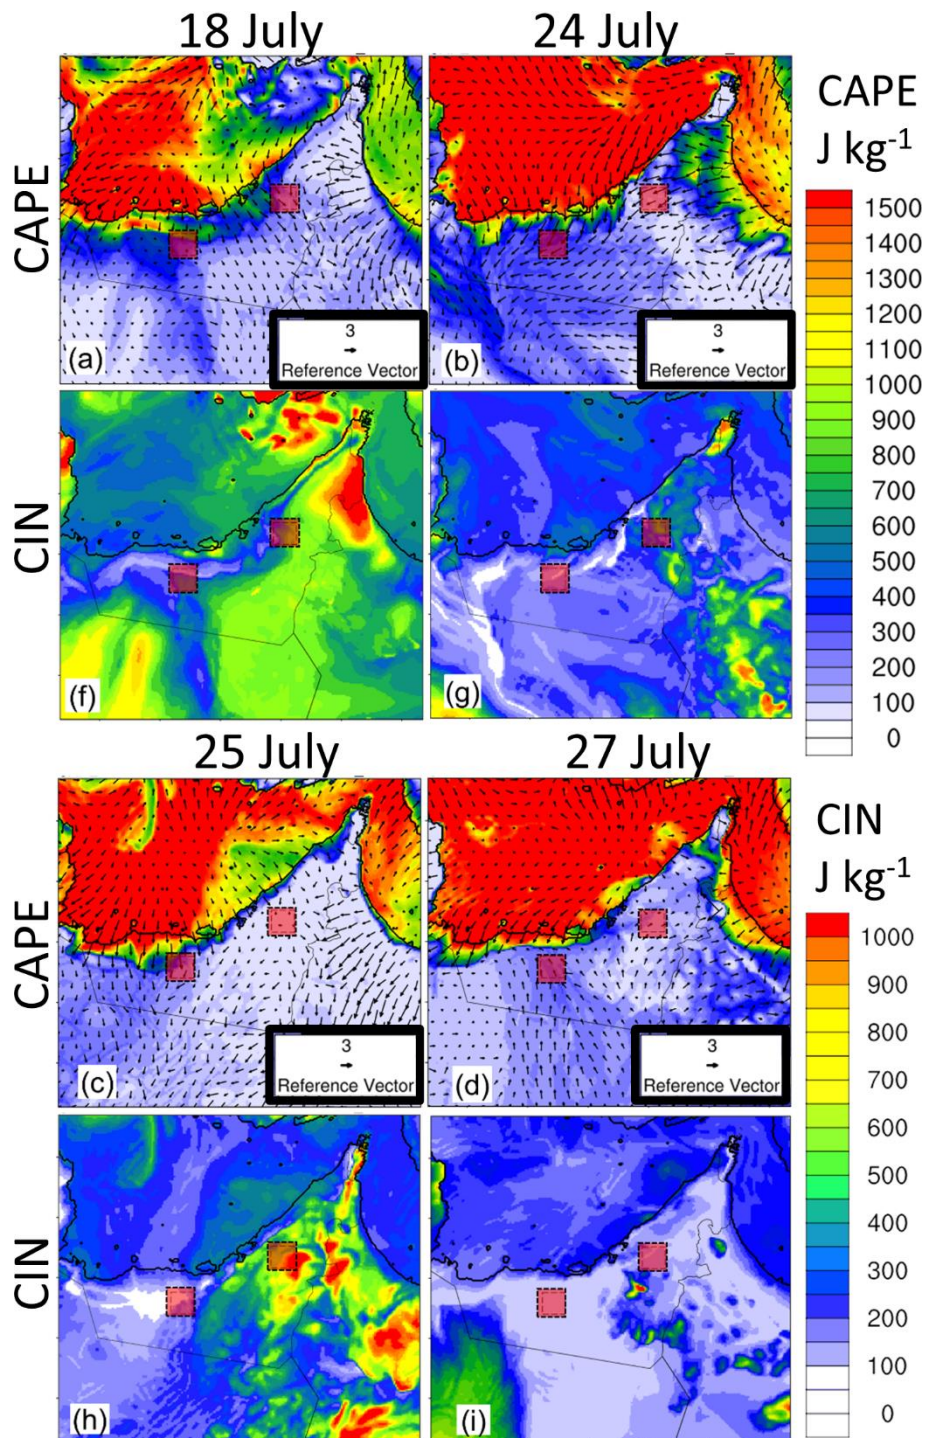 18 July
24 July
CAPE
J kg-1
CAPE
(a)
3
Reference Vector
(b)
3
Reference Vector
1500
1400
1300
1200
1100
1000
900
800
700
600
500
400
300
200
100
0
CIN
(f)
(g)
25 July
27 July
CIN
J kg-1
CAPE
(c)
3
Reference Vector
(d)
3
Reference Vector
1000
900
800
700
600
500
400
300
200
100
0
CIN
(h)
(i)